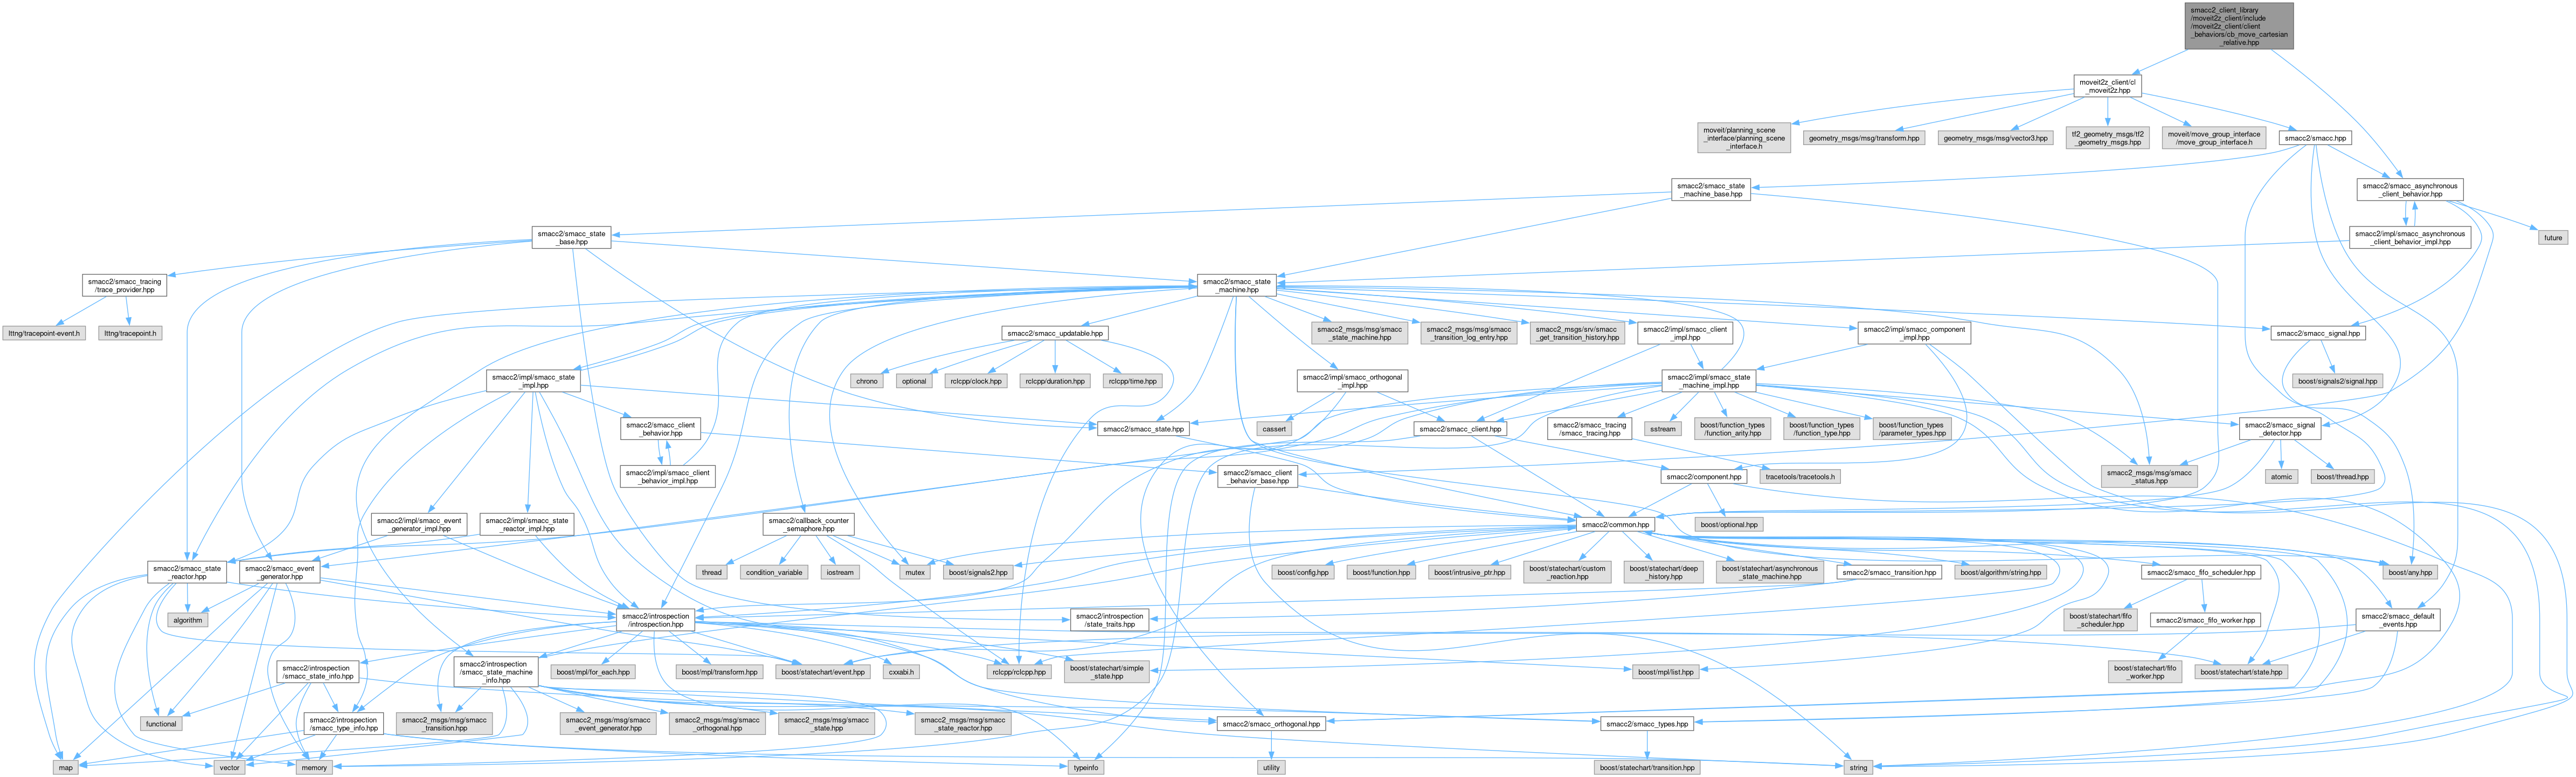 smacc2_client_library
/moveit2z_client/include
/moveit2z_client/client
_behaviors/cb_move_cartesian
_relative.hpp
moveit2z_client/cl
_moveit2z.hpp
moveit/planning_scene
_interface/planning_scene
_interface.h
geometry_msgs/msg/transform.hpp
geometry_msgs/msg/vector3.hpp
tf2_geometry_msgs/tf2
_geometry_msgs.hpp
moveit/move_group_interface
/move_group_interface.h
smacc2/smacc.hpp
smacc2/smacc_state
_machine_base.hpp
smacc2/smacc_asynchronous
_client_behavior.hpp
smacc2/smacc_state
_base.hpp
smacc2/impl/smacc_asynchronous
_client_behavior_impl.hpp
future
smacc2/smacc_tracing
/trace_provider.hpp
smacc2/smacc_state
_machine.hpp
lttng/tracepoint-event.h
lttng/tracepoint.h
smacc2/smacc_updatable.hpp
smacc2_msgs/msg/smacc
_state_machine.hpp
smacc2_msgs/msg/smacc
_transition_log_entry.hpp
smacc2_msgs/srv/smacc
_get_transition_history.hpp
smacc2/impl/smacc_client
_impl.hpp
smacc2/impl/smacc_component
_impl.hpp
smacc2/smacc_signal.hpp
smacc2/impl/smacc_state
_impl.hpp
chrono
optional
rclcpp/clock.hpp
rclcpp/duration.hpp
rclcpp/time.hpp
smacc2/impl/smacc_orthogonal
_impl.hpp
smacc2/impl/smacc_state
_machine_impl.hpp
boost/signals2/signal.hpp
smacc2/smacc_client
_behavior.hpp
smacc2/smacc_state.hpp
cassert
smacc2/smacc_client.hpp
smacc2/smacc_tracing
/smacc_tracing.hpp
sstream
boost/function_types
/function_arity.hpp
boost/function_types
/function_type.hpp
boost/function_types
/parameter_types.hpp
smacc2/smacc_signal
_detector.hpp
smacc2/impl/smacc_client
_behavior_impl.hpp
smacc2/smacc_client
_behavior_base.hpp
smacc2/component.hpp
tracetools/tracetools.h
smacc2_msgs/msg/smacc
_status.hpp
atomic
boost/thread.hpp
smacc2/impl/smacc_event
_generator_impl.hpp
smacc2/impl/smacc_state
_reactor_impl.hpp
smacc2/callback_counter
_semaphore.hpp
smacc2/common.hpp
boost/optional.hpp
smacc2/smacc_state
_reactor.hpp
smacc2/smacc_event
_generator.hpp
thread
condition_variable
iostream
mutex
boost/signals2.hpp
boost/config.hpp
boost/function.hpp
boost/intrusive_ptr.hpp
boost/statechart/custom
_reaction.hpp
boost/statechart/deep
_history.hpp
boost/statechart/asynchronous
_state_machine.hpp
smacc2/smacc_transition.hpp
boost/algorithm/string.hpp
smacc2/smacc_fifo_scheduler.hpp
boost/any.hpp
algorithm
smacc2/introspection
/introspection.hpp
smacc2/introspection
/state_traits.hpp
boost/statechart/fifo
_scheduler.hpp
smacc2/smacc_fifo_worker.hpp
smacc2/smacc_default
_events.hpp
smacc2/introspection
/smacc_state_info.hpp
smacc2/introspection
/smacc_state_machine
_info.hpp
boost/mpl/for_each.hpp
boost/mpl/transform.hpp
boost/statechart/event.hpp
cxxabi.h
rclcpp/rclcpp.hpp
boost/statechart/simple
_state.hpp
boost/mpl/list.hpp
boost/statechart/fifo
_worker.hpp
boost/statechart/state.hpp
functional
smacc2/introspection
/smacc_type_info.hpp
smacc2_msgs/msg/smacc
_transition.hpp
smacc2_msgs/msg/smacc
_event_generator.hpp
smacc2_msgs/msg/smacc
_orthogonal.hpp
smacc2_msgs/msg/smacc
_state.hpp
smacc2_msgs/msg/smacc
_state_reactor.hpp
smacc2/smacc_orthogonal.hpp
smacc2/smacc_types.hpp
map
vector
memory
typeinfo
utility
boost/statechart/transition.hpp
string